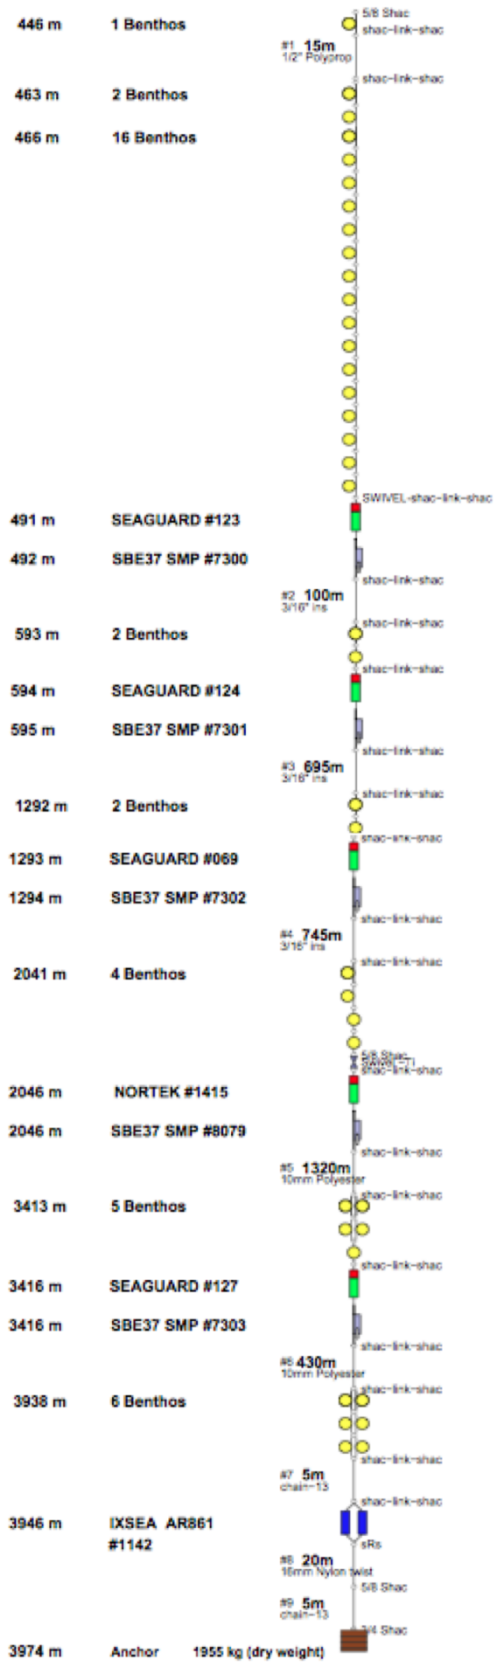 5/8 Shac
446 m 1 Benthos
shac-link-shac
#1 15m
1/2" Polyprop
shac-link-shac
463 m 2 Benthos
466 m 16 Benthos
SWIVEL-shac-link-shac
491 m SEAGUARD #123
492 m SBE37 SMP #7300
shac-link-shac
#2 100m
3/16" ins
shac-link-shac
593 m 2 Benthos
shac-link-shac
594 m SEAGUARD #124
595 m SBE37 SMP #7301
shac-link-shac
#3 695m
3/16" ins
shac-link-shac
1292 m 2 Benthos
shac-link-shac
1293 m SEAGUARD #069
1294 m SBE37 SMP #7302
shac-link-shac
#4 745m
3/16" ins
shac-link-shac
2041 m 4 Benthos
5/8 Shac
shac-link-shac
2046 m NORTEK #1415
2046 m SBE37 SMP #8079
shac-link-shac
#5 1320m
10mm Polyester
shac-link-shac
3413 m 5 Benthos
shac-link-shac
3416 m SEAGUARD #127
3416 m SBE37 SMP #7303
shac-link-shac
#6 430m
10mm Polyester
shac-link-shac
3938 m 6 Benthos
shac-link-shac
#7 5m
chain-13
shac-link-shac
3946 m IXSEA AR861
#1142
sRs
#8 20m
16mm Nylon twist
5/8 Shac
#9 5m
chain-13
3/4 Shac
3974 m Anchor 1955 kg (dry weight)